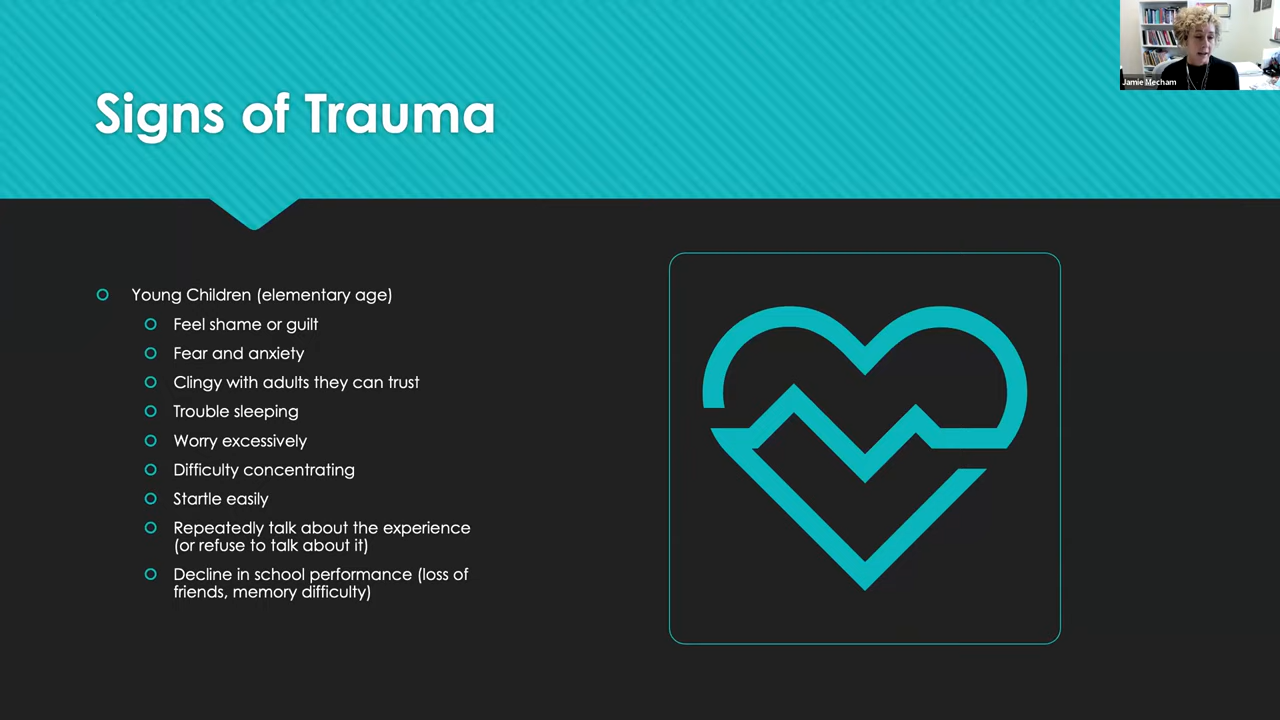 Signs of Trauma
Jamie Mecham
Young Children (elementary age)
Feel shame or guilt
Fear and anxiety
Clingy with adults they can trust
Trouble sleeping
Worry excessively
Difficulty concentrating
Startle easily
Repeatedly talk about the experience
(or refuse to talk about it)
Decline in school performance (loss of
friends, memory difficulty)